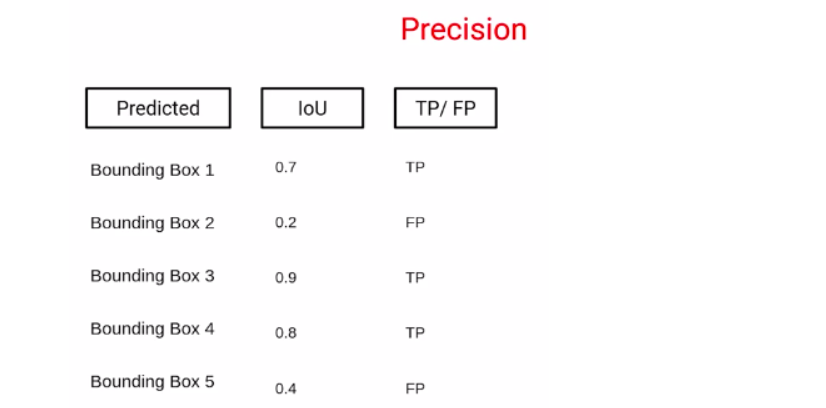 Precision
Predicted IoU TP/ FP
Bounding Box 1 0.7 TP
Bounding Box 2 0.2 FP
Bounding Box 3 0.9 TP
Bounding Box 4 0.8 TP
Bounding Box 5 0.4 FP